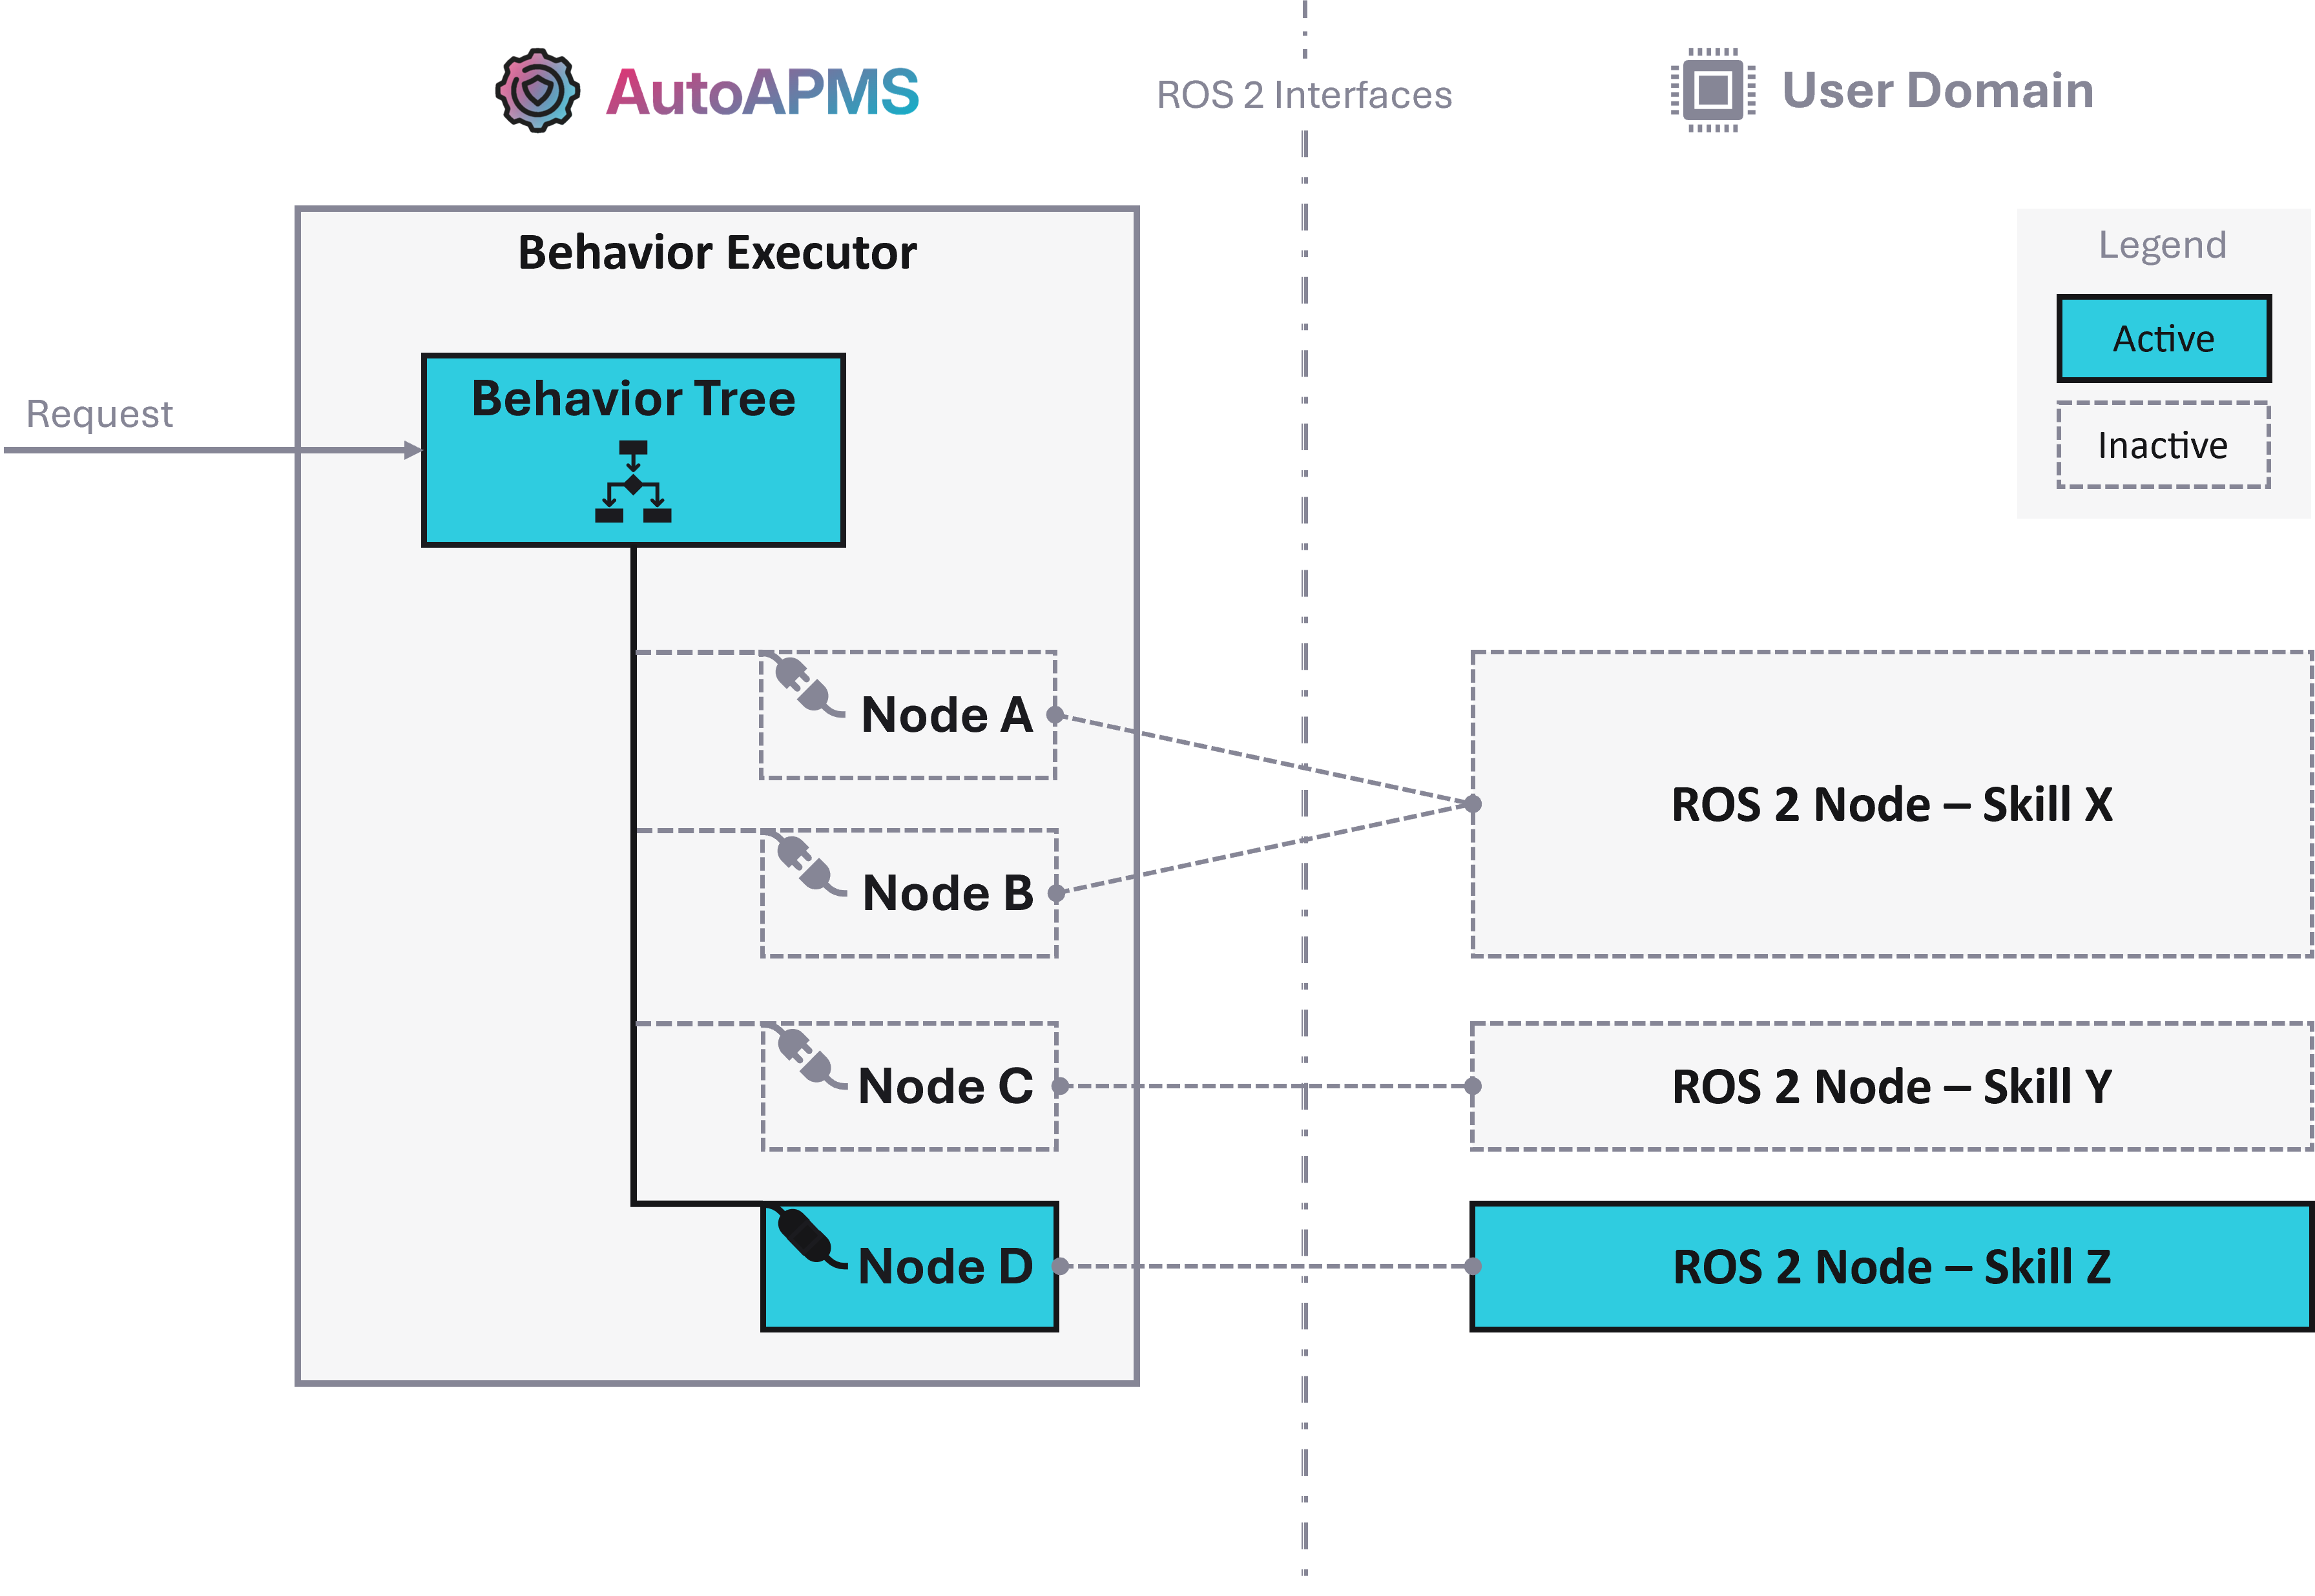 AutoAPMS
ROS 2 Interfaces
User Domain
Behavior Executor
Legend
Active
Inactive
Request
Behavior Tree
Node A
Node B
Node C
Node D
ROS 2 Node – Skill X
ROS 2 Node – Skill Y
ROS 2 Node – Skill Z